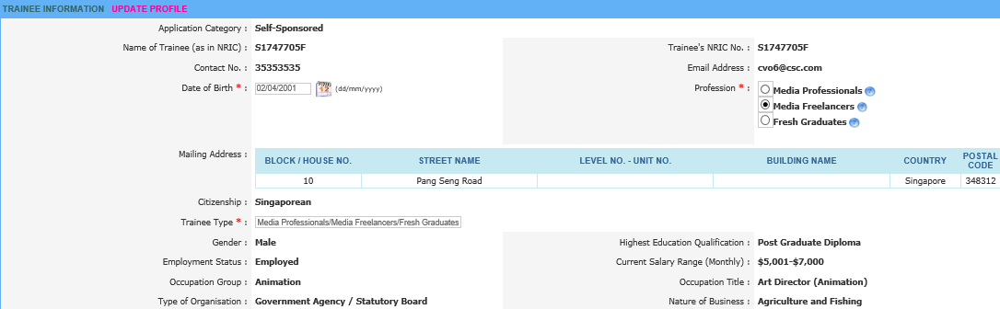 TRAINEE INFORMATION UPDATE PROFILE
Application Category : Self-Sponsored
Name of Trainee (as in NRIC) : S1747705F Trainee's NRIC No. : S1747705F
Contact No. : 35353535 Email Address : cvo6@csc.com
Date of Birth * : 02/04/2001 12 (dd/mm/yyyy) Profession * : Media Professionals
Media Freelancers
Fresh Graduates
Mailing Address :
BLOCK / HOUSE NO. STREET NAME LEVEL NO. - UNIT NO. BUILDING NAME COUNTRY POSTAL CODE
10 Pang Seng Road Singapore 348312
Citizenship : Singaporean
Trainee Type * : Media Professionals/Media Freelancers/Fresh Graduates
Gender : Male Highest Education Qualification : Post Graduate Diploma
Employment Status : Employed Current Salary Range (Monthly) : $5,001-$7,000
Occupation Group : Animation Occupation Title : Art Director (Animation)
Type of Organisation : Government Agency / Statutory Board Nature of Business : Agriculture and Fishing